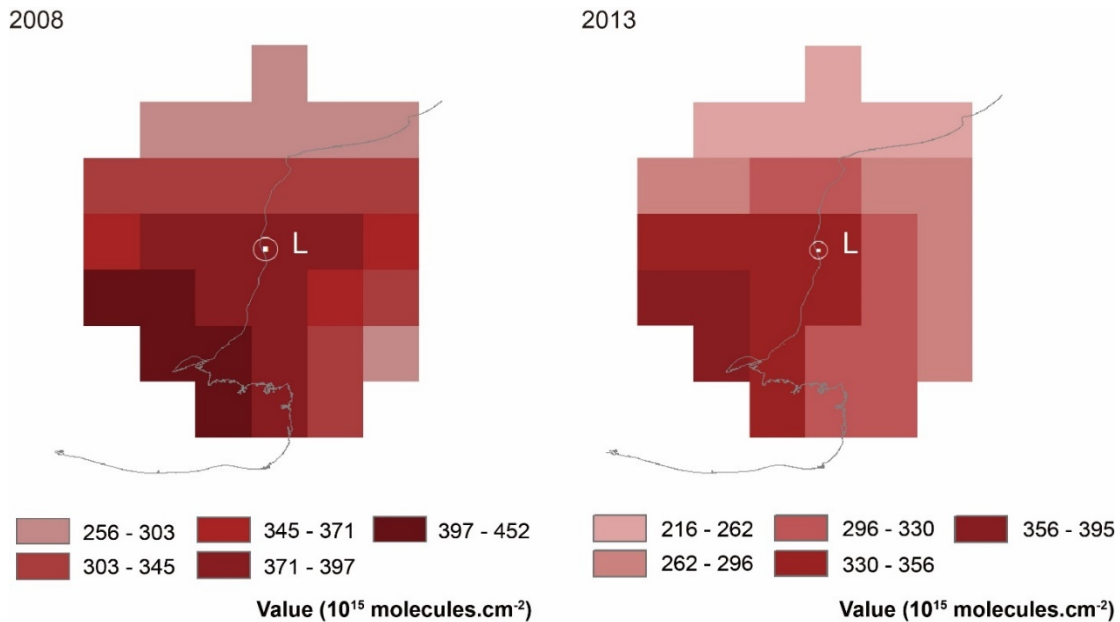 2008
2013
L
L
256 - 303
345 - 371
397 - 452
303 - 345
371 - 397
Value (10¹⁵ molecules.cm⁻²)
216 - 262
296 - 330
356 - 395
262 - 296
330 - 356
Value (10¹⁵ molecules.cm⁻²)